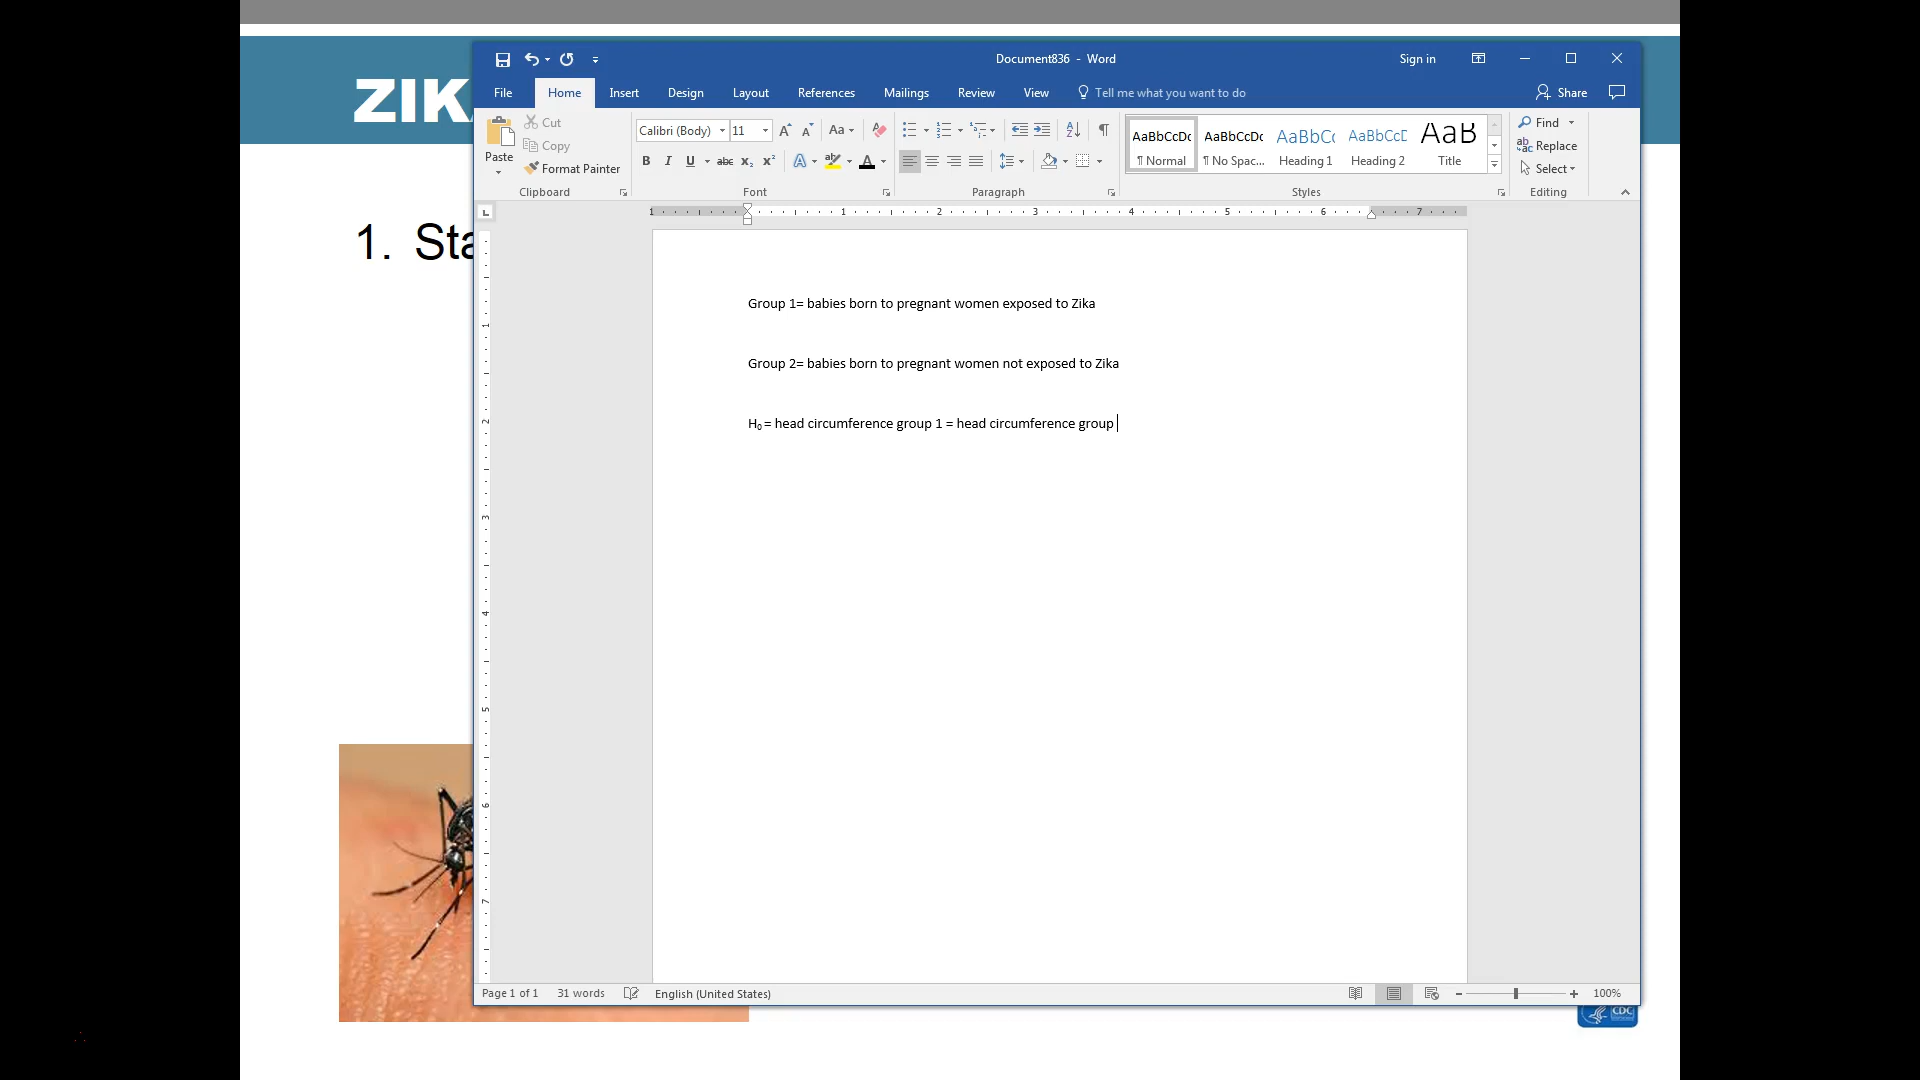 Document836 - Word
Sign in
File Home Insert Design Layout References Mailings Review View Tell me what you want to do Share
Paste
Cut
Copy
Format Painter
Clipboard
Calibri (Body) 11
Font
Paragraph
AaBbCcDc AaBbCcDc AaBbCc AaBbCcD AaB
¶ Normal ¶ No Spac... Heading 1 Heading 2 Title
Styles
Find
Replace
Select
Editing
ZIK
1. Sta
Group 1= babies born to pregnant women exposed to Zika
Group 2= babies born to pregnant women not exposed to Zika
H₀ = head circumference group 1 = head circumference group
Page 1 of 1 31 words English (United States) 100%
CDC